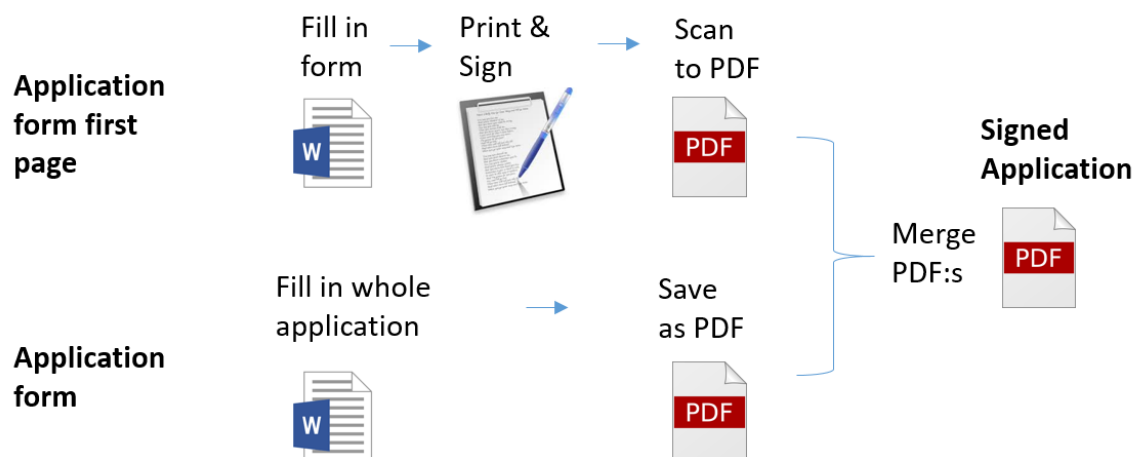 Fill in
form
Print &
Sign
Scan
to PDF
Application
form first
page
W
PDF
Signed
Application
Merge
PDF:s
PDF
Fill in whole
application
Save
as PDF
Application
form
W
PDF